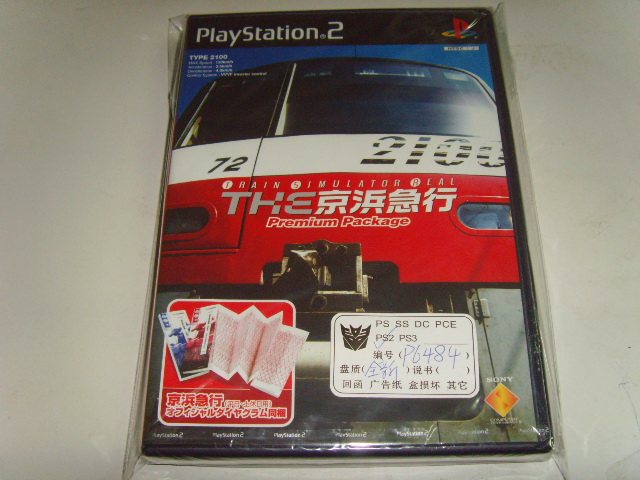 PlayStation®2
NTSC J
TYPE 2100
72
2100
TRAIN SIMULATOR REAL
THE京浜急行
Premium Package
PS SS DC PCE
PS2 PS3
编号(P6484)
盘质(全新)说书( )
回函 广告纸 盒损坏 其它
京浜急行
オフィシャルダイヤグラム同梱
SONY
COMPUTER
PlayStation 2 PlayStation 2 PlayStation 2 PlayStation 2 PlayStation 2